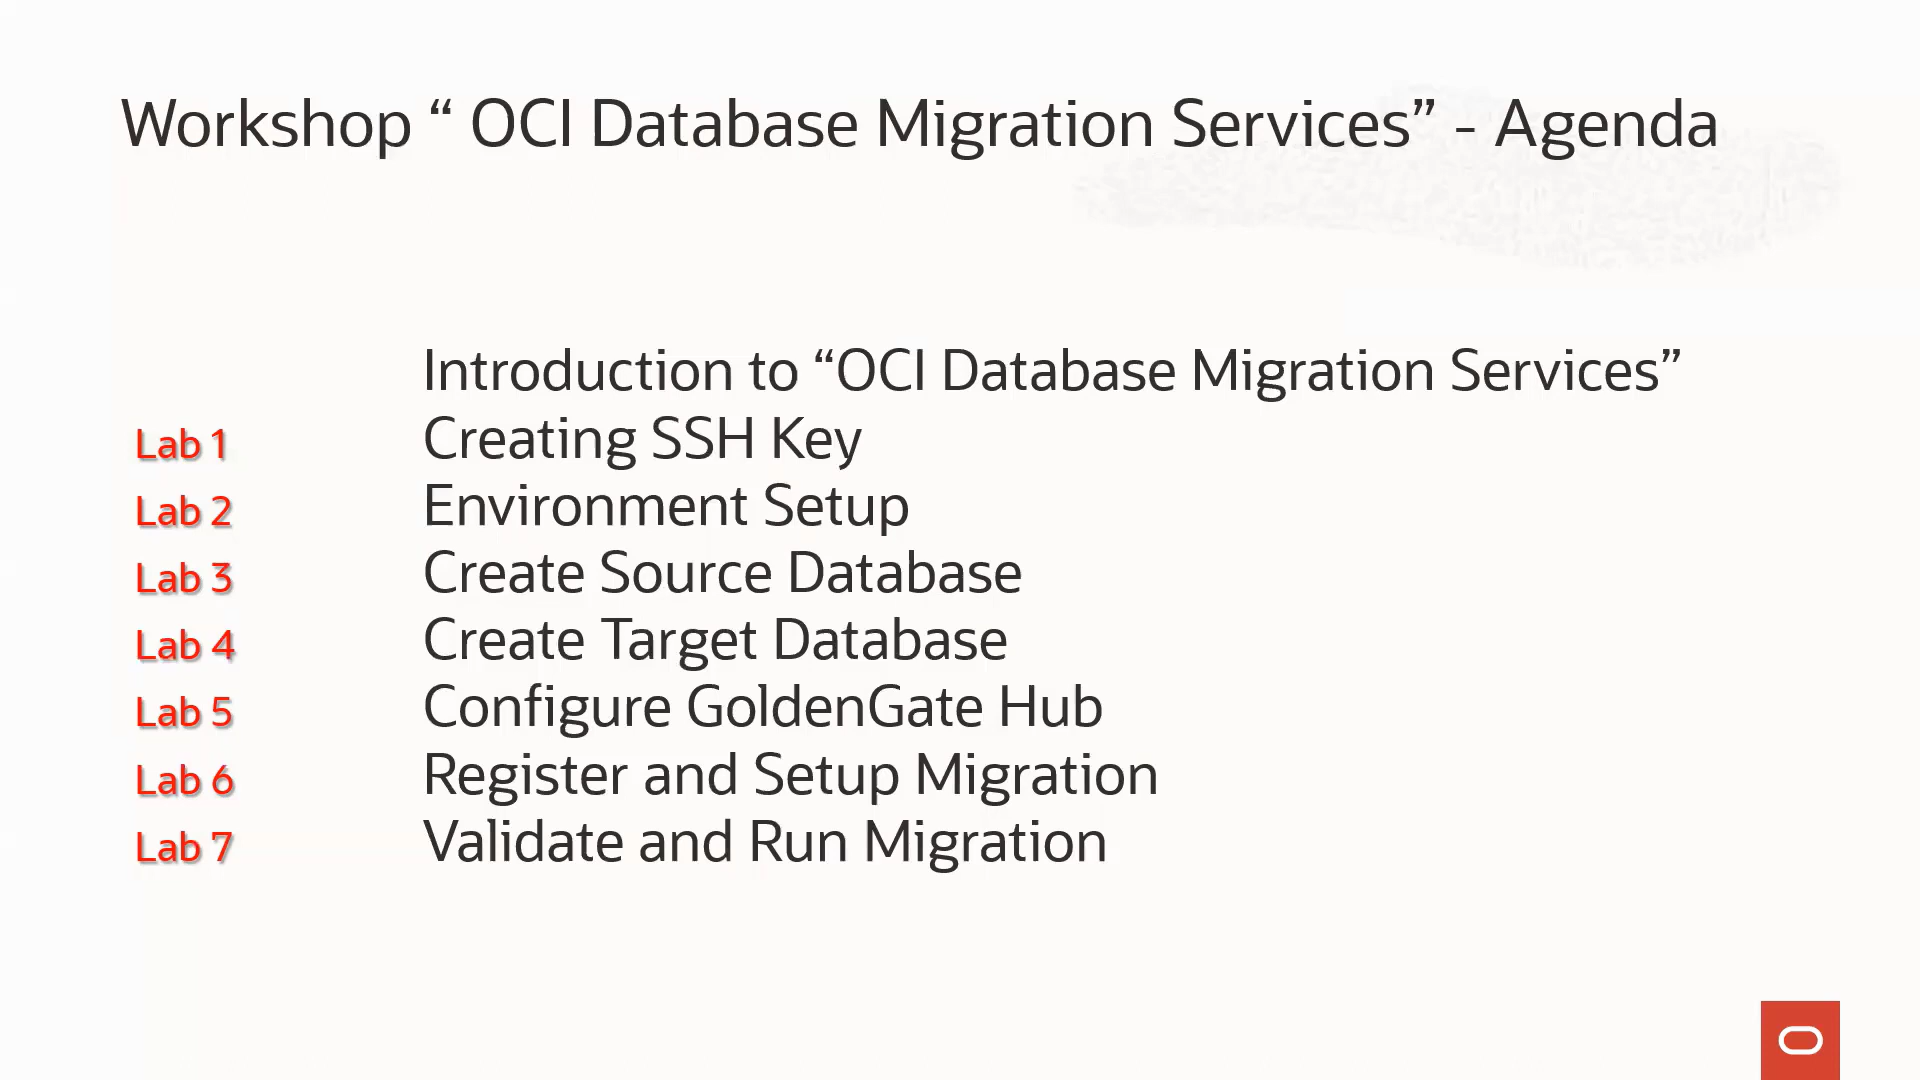 Workshop “ OCI Database Migration Services” - Agenda
Introduction to “OCI Database Migration Services”
Lab 1 Creating SSH Key
Lab 2 Environment Setup
Lab 3 Create Source Database
Lab 4 Create Target Database
Lab 5 Configure GoldenGate Hub
Lab 6 Register and Setup Migration
Lab 7 Validate and Run Migration